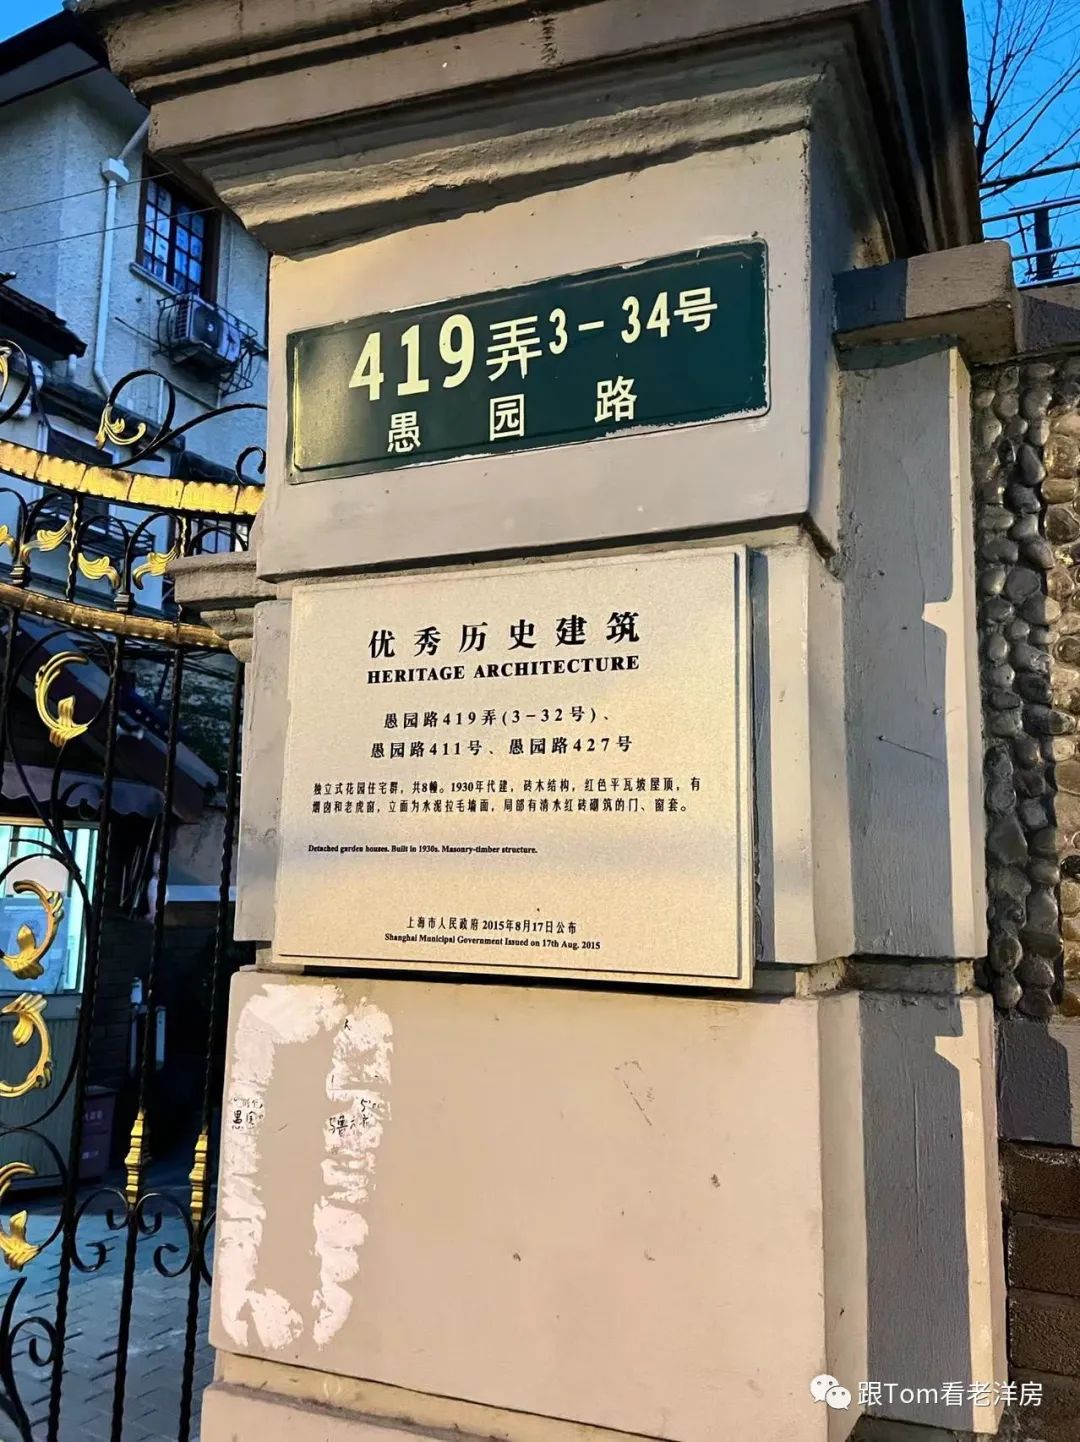 419弄3-34号
愚园路
优秀历史建筑
HERITAGE ARCHITECTURE
愚园路419弄(3-32号)、
愚园路411号、愚园路427号
独立式花园住宅群，共8幢。1930年代建，砖木结构，红色平瓦坡屋顶，有
烟囱和老虎窗，立面为水泥拉毛墙面，局部有清水红砖砌筑的门、窗套。
Detached garden houses. Built in 1930s. Masonry-timber structure.
上海市人民政府 2015年8月17日公布
Shanghai Municipal Government Issued on 17th Aug. 2015
跟Tom看老洋房